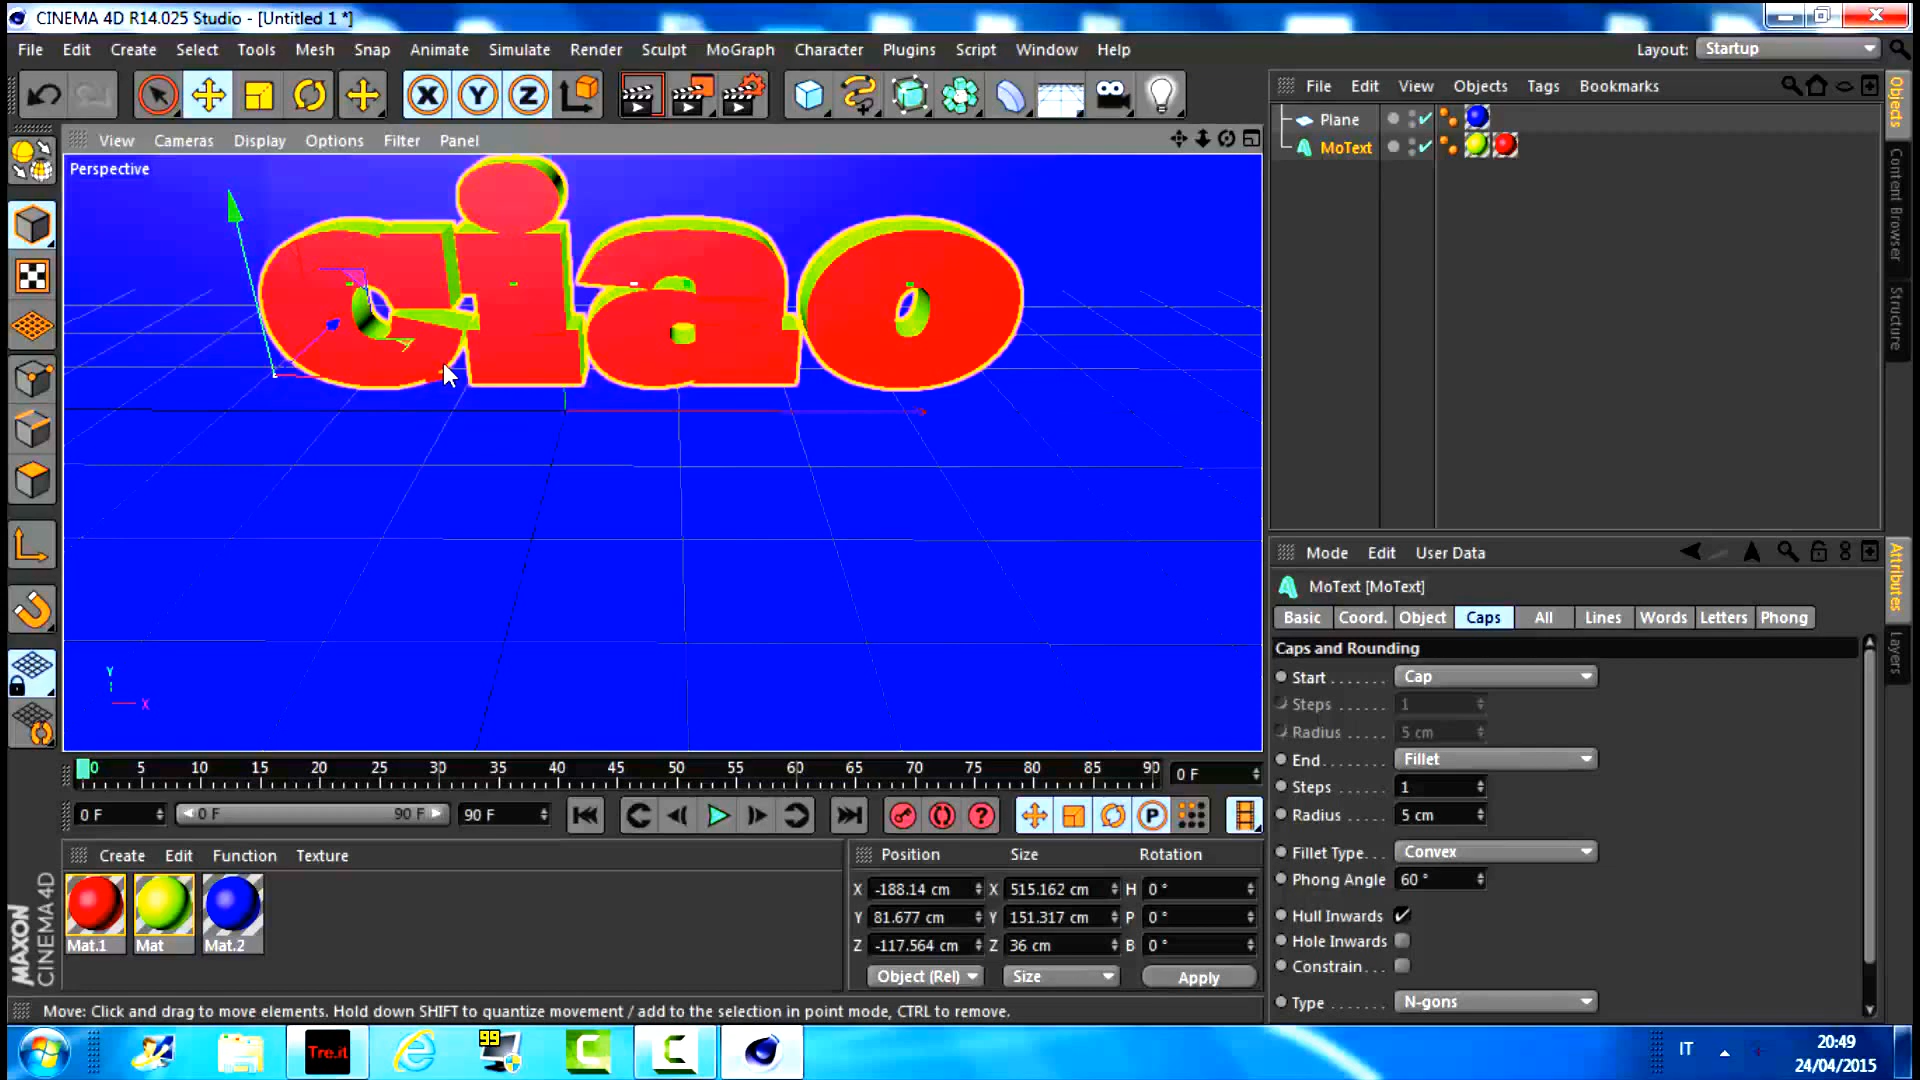 CINEMA 4D R14.025 Studio - [Untitled 1 *]
File Edit Create Select Tools Mesh Snap Animate Simulate Render Sculpt MoGraph Character Plugins Script Window Help Layout: Startup
X Y Z
File Edit View Objects Tags Bookmarks
Objects
Content Browser
Structure
View Cameras Display Options Filter Panel
Perspective
Plane
MoText
ciao
Y
X
Mode Edit User Data
Attributes
Layers
MoText [MoText]
Basic Coord. Object Caps All Lines Words Letters Phong
Caps and Rounding
Start . . . . . . . Cap
Steps . . . . . . 1
Radius . . . . . 5 cm
End. . . . . . . . Fillet
Steps . . . . . . 1
Radius . . . . . 5 cm
Fillet Type. . . Convex
Phong Angle 60 °
Hull Inwards
Hole Inwards
Constrain. . .
Type . . . . . . . N-gons
0 5 10 15 20 25 30 35 40 45 50 55 60 65 70 75 80 85 90 0 F
0 F 0 F 90 F 90 F ? P
Create Edit Function Texture
Mat.1 Mat Mat.2
MAXON
CINEMA 4D
Position Size Rotation
X -188.14 cm X 515.162 cm H 0 °
Y 81.677 cm Y 151.317 cm P 0 °
Z -117.564 cm Z 36 cm B 0 °
Object (Rel) Size Apply
Move: Click and drag to move elements. Hold down SHIFT to quantize movement / add to the selection in point mode, CTRL to remove.
Tre.it 99 C C IT 20:49
24/04/2015